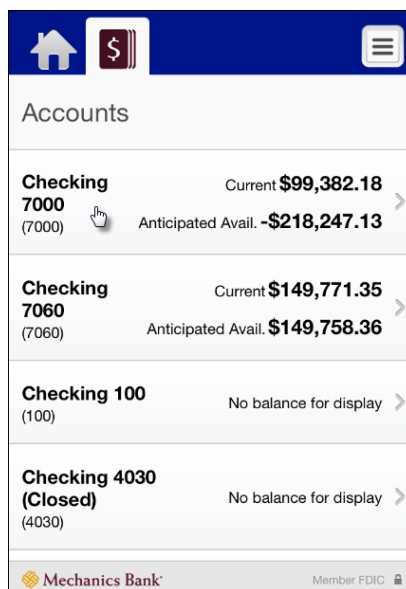 $
Accounts
Checking 7000
(7000)
Current $99,382.18
Anticipated Avail. -$218,247.13
Checking 7060
(7060)
Current $149,771.35
Anticipated Avail. $149,758.36
Checking 100
(100)
No balance for display
Checking 4030
(Closed)
(4030)
No balance for display
Mechanics Bank
Member FDIC